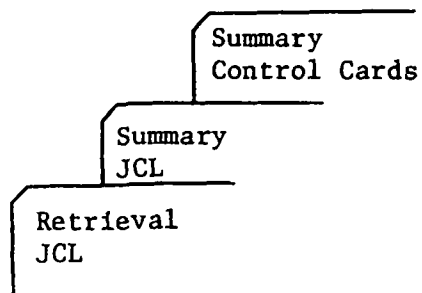 Summary
Control Cards
Summary
JCL
Retrieval
JCL